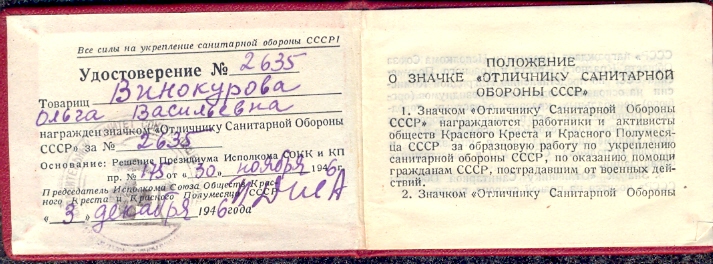 Все силы на укрепление санитарной обороны СССР!
Удостоверение № 2635
Товарищ Винокурова
Ольга Васильевна
награжден значком «Отличнику Санитарной Обороны
СССР» за № 2635
Основание: Решение Президиума Исполкома СОКК и КП
пр. № «30» ноября 1946г.
Председатель Исполкома Союза Обществ Крас-
ного Креста и Красного Полумесяца СССР
«3» декабря 1946 года
ПОЛОЖЕНИЕ
О ЗНАЧКЕ «ОТЛИЧНИКУ САНИТАРНОЙ
ОБОРОНЫ СССР»
1. Значком «Отличнику Санитарной Обороны
СССР» награждаются работники и активисты
обществ Красного Креста и Красного Полумеся-
ца СССР за образцовую работу по укреплению
санитарной обороны СССР, по оказанию помощи
гражданам СССР, пострадавшим от военных дей-
ствий.
2. Значком «Отличнику Санитарной Обороны